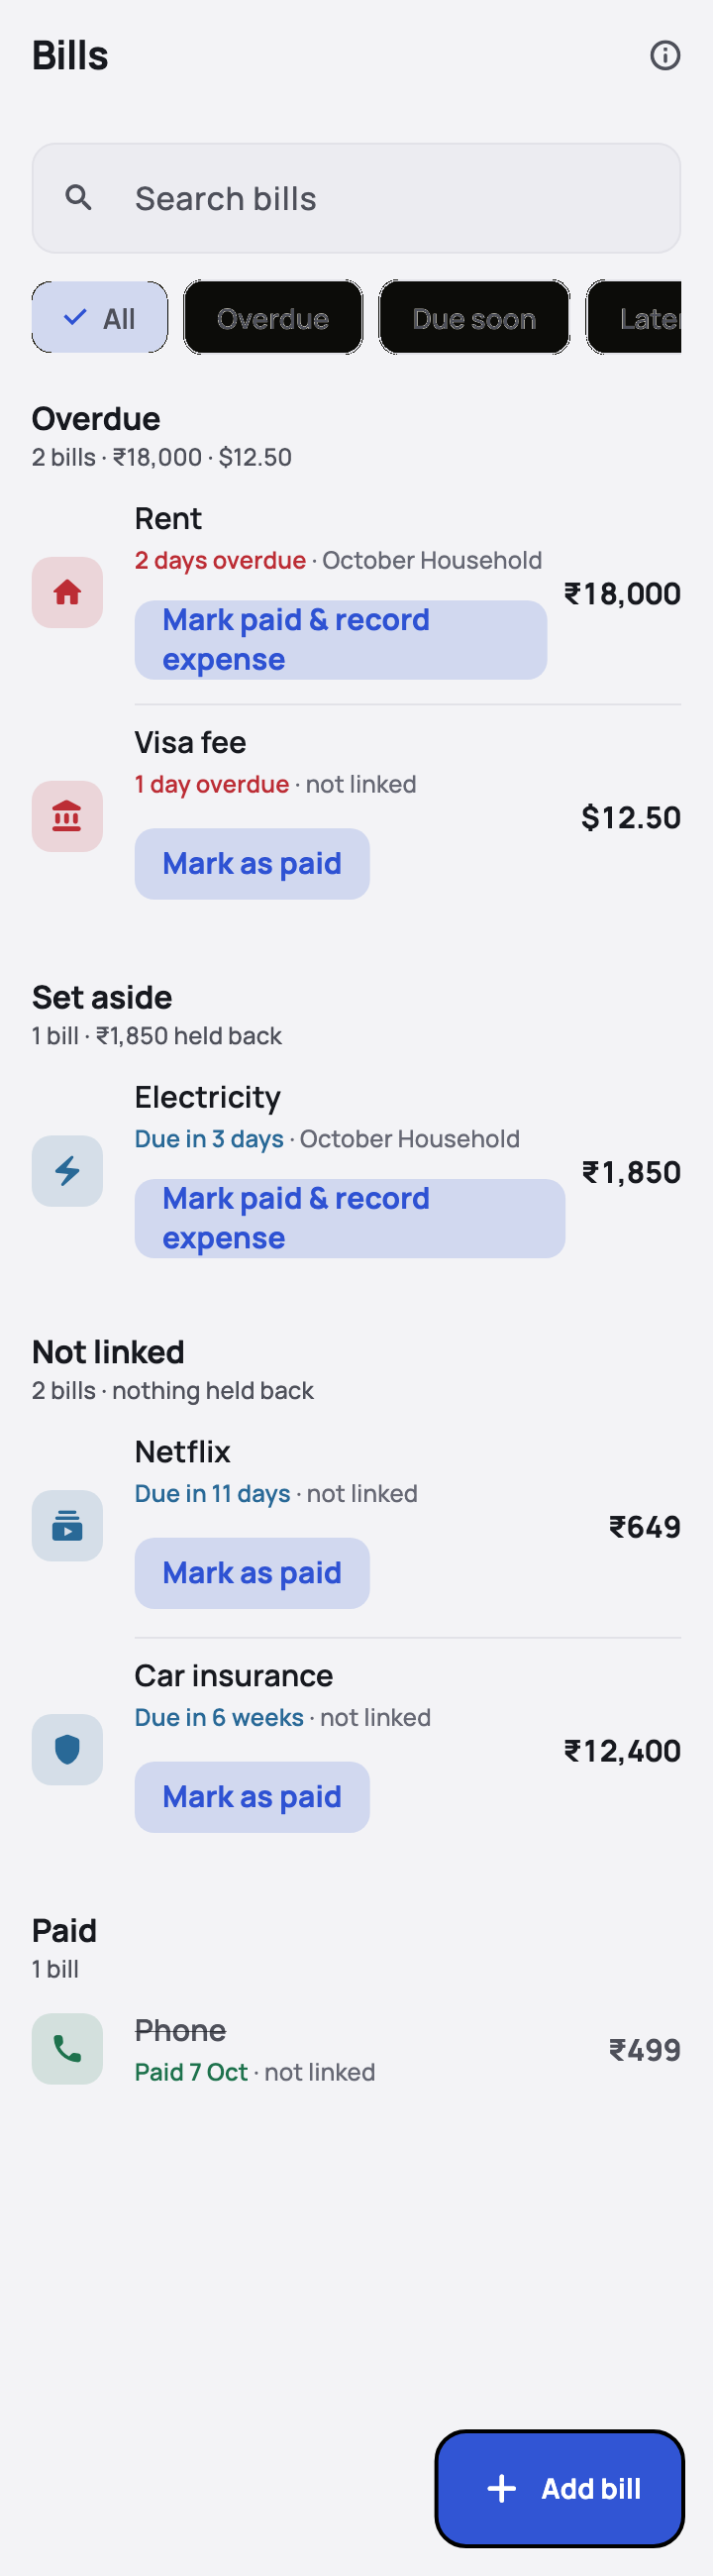 Bills
Search bills
All
Overdue
Due soon
Later
Overdue
2 bills · ₹18,000 · $12.50
Rent
2 days overdue · October Household
₹18,000
Mark paid & record
expense
Visa fee
1 day overdue · not linked
$12.50
Mark as paid
Set aside
1 bill · ₹1,850 held back
Electricity
Due in 3 days · October Household
₹1,850
Mark paid & record
expense
Not linked
2 bills · nothing held back
Netflix
Due in 11 days · not linked
₹649
Mark as paid
Car insurance
Due in 6 weeks · not linked
₹12,400
Mark as paid
Paid
1 bill
Phone
Paid 7 Oct · not linked
₹499
Add bill